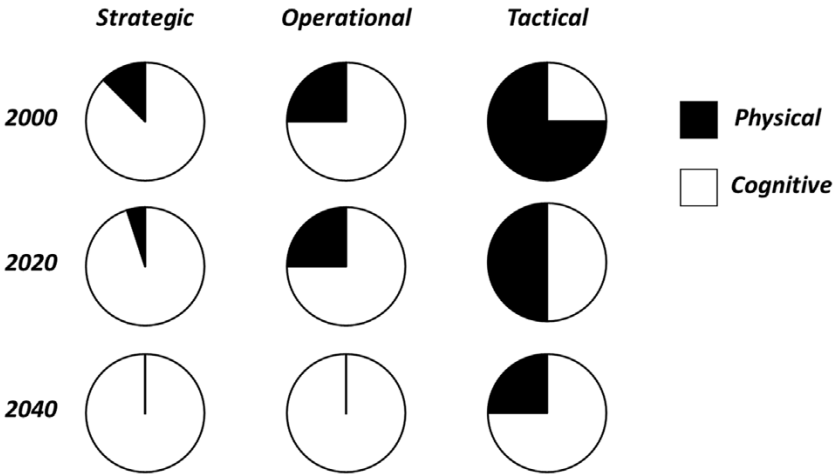 Strategic Operational Tactical
2000
Physical
Cognitive
2020
2040